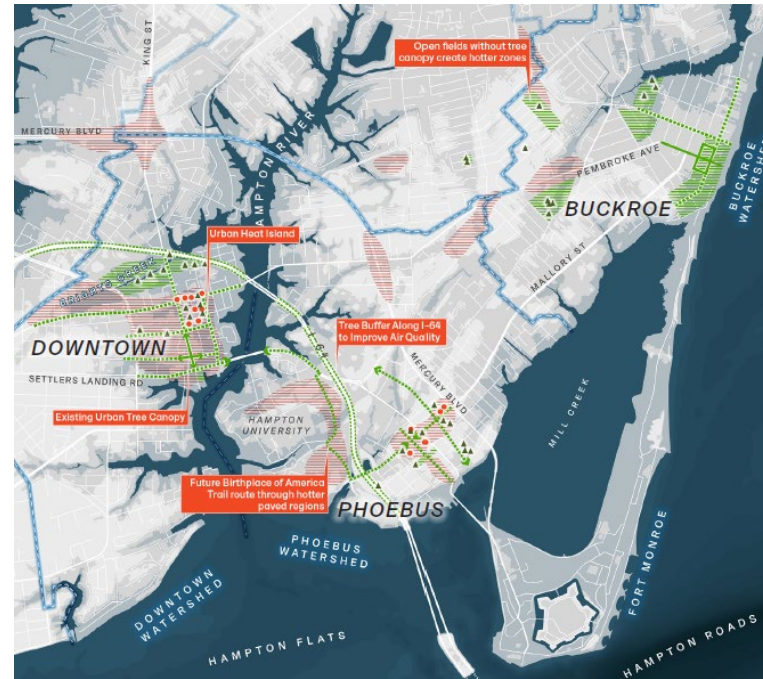 KING ST
Open fields without tree
canopy create hotter zones
MERCURY BLVD
HAMPTON RIVER
PEMBROKE AVE
BUCKROE
WATERSHED
BUCKROE
Urban Heat Island
MALLORY ST
BRIGHTS CREEK
I-64
Tree Buffer Along I-64
to Improve Air Quality
DOWNTOWN
MERCURY BLVD
SETTLERS LANDING RD
Existing Urban Tree Canopy
HAMPTON
UNIVERSITY
MILL CREEK
Future Birthplace of America
Trail route through hotter
paved regions
PHOEBUS
PHOEBUS
WATERSHED
DOWNTOWN
WATERSHED
FORT MONROE
HAMPTON FLATS
HAMPTON ROADS